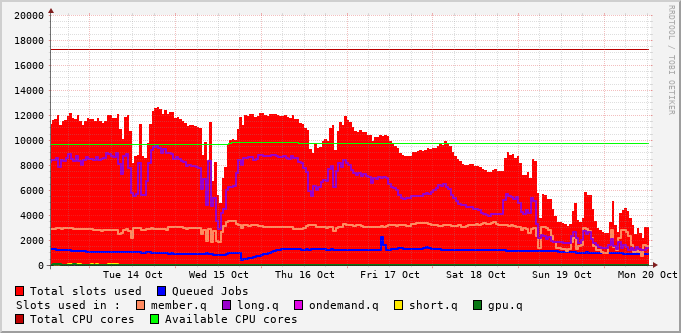 20000
18000
16000
14000
12000
10000
8000
6000
4000
2000
0
Tue 14 Oct Wed 15 Oct Thu 16 Oct Fri 17 Oct Sat 18 Oct Sun 19 Oct Mon 20 Oct
Total slots used Queued Jobs
Slots used in : member.q long.q ondemand.q short.q gpu.q
Total CPU cores Available CPU cores
RRDTOOL / TOBI OETIKER